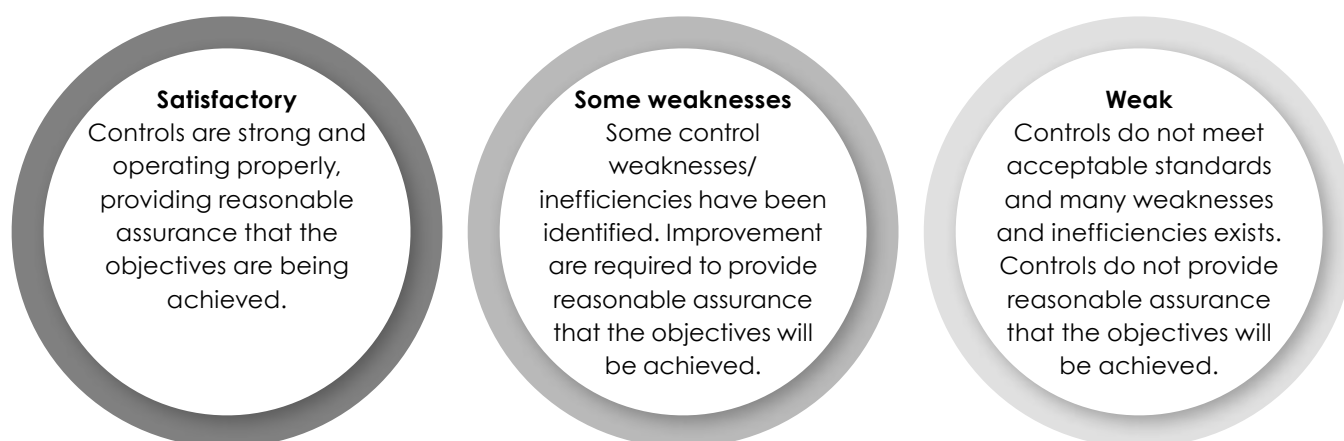 Satisfactory
Controls are strong and
operating properly,
providing reasonable
assurance that the
objectives are being
achieved.
Some weaknesses
Some control
weaknesses/
inefficiencies have been
identified. Improvement
are required to provide
reasonable assurance
that the objectives will
be achieved.
Weak
Controls do not meet
acceptable standards
and many weaknesses
and inefficiencies exists.
Controls do not provide
reasonable assurance
that the objectives will
be achieved.